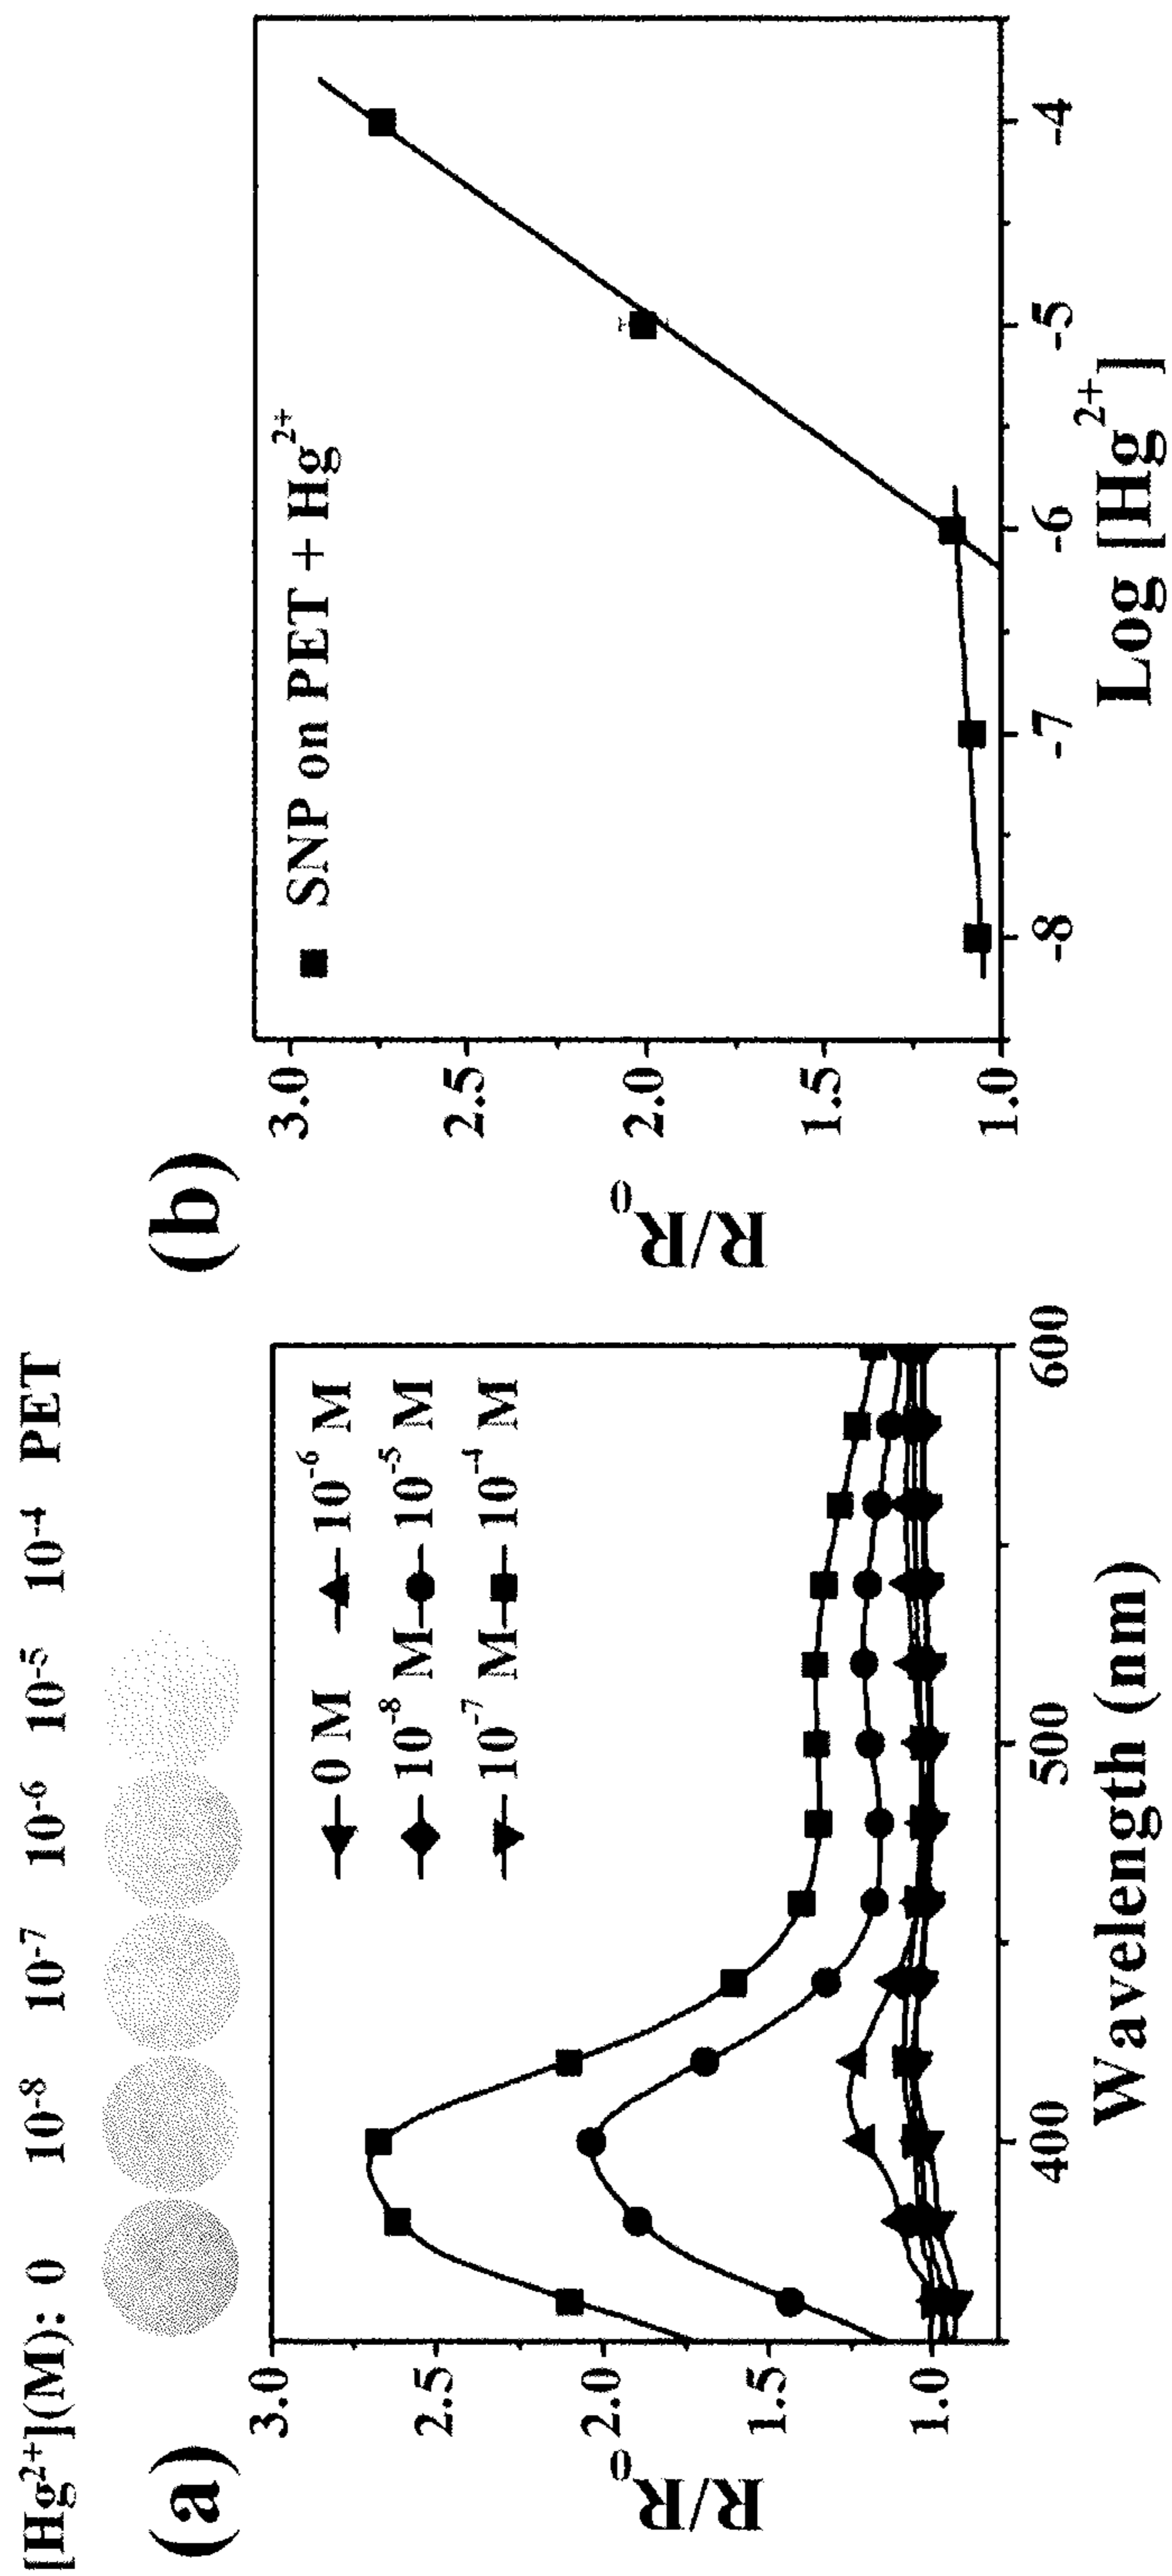 [Hg²⁺](M): 0 10⁻⁸ 10⁻⁷ 10⁻⁶ 10⁻⁵ 10⁻⁴ PET
(a)
3.0
2.5
2.0
1.5
1.0
R/R₀
0 M
10⁻⁶ M
10⁻⁸ M
10⁻⁵ M
10⁻⁷ M
10⁻⁴ M
400 500 600
Wavelength (nm)
(b)
3.0
2.5
2.0
1.5
1.0
R/R₀
SNP on PET + Hg²⁺
-8 -7 -6 -5 -4
Log [Hg²⁺]